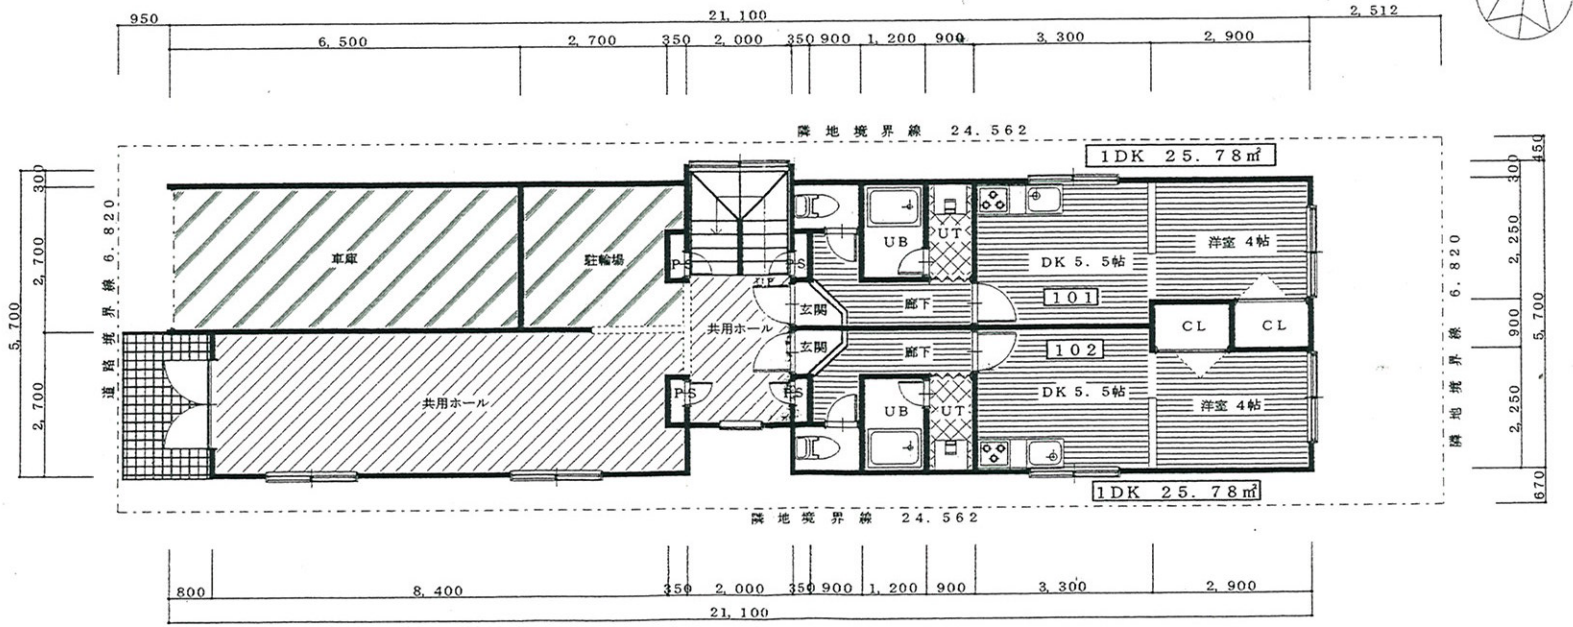 950 21,100 2,512
6,500 2,700 350 2,000 350 900 1,200 900 3,300 2,900
隣地境界線 24.562
1DK 25.78㎡
300 2,700 2,700
5,700
道路境界線 6.820
車庫
駐輪場
PS
PS
UP
UB
UT
DK 5.5帖
洋室 4帖
玄関
廊下
101
共用ホール
CL
CL
玄関
廊下
102
共用ホール
PS
PS
UB
UT
DK 5.5帖
洋室 4帖
隣地境界線 6.820
450 300 2,250 900 2,250 670
5,700
1DK 25.78㎡
隣地境界線 24.562
800 8,400 350 2,000 350 900 1,200 900 3,300 2,900
21,100